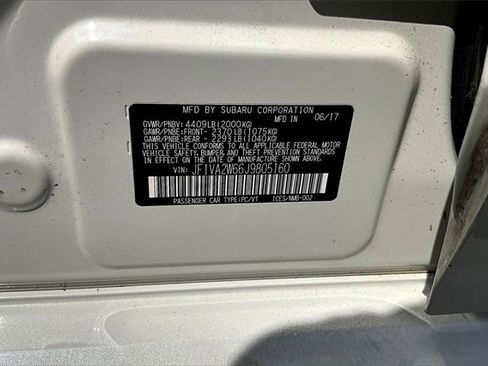 MFD BY SUBARU CORPORATION
GVWR/PNBV: 4409LB(2000KG) MFD IN 06/17
GAWR/PNBE:FRONT- 2370LB(1075KG)
GAWR/PNBE:REAR - 2293LB(1040KG)
THIS VEHICLE CONFORMS TO ALL
APPLICABLE FEDERAL MOTOR VEHICLE
SAFETY, BUMPER, AND THEFT
PREVENTION STANDARDS IN EFFECT ON
THE DATE OF MANUFACTURE SHOWN ABOVE.
VIN: JF1VA2W66J9805160
PASSENGER CAR TYPE:PC/VT ICES/NMB-002